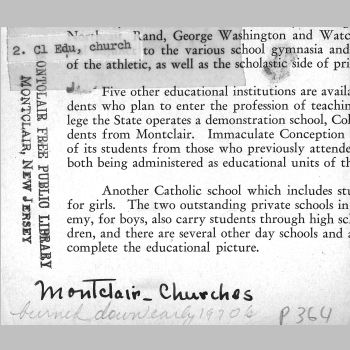 Rand, George Washington and Watc
2. Cl Edu, church to the various school gymnasia and
of the athletic, as well as the scholastic side of pri
Five other educational institutions are availa
dents who plan to enter the profession of teachin
lege the State operates a demonstration school, Col
dents from Montclair. Immaculate Conception
of its students from those who previously attende
both being administered as educational units of th
Another Catholic school which includes stu
for girls. The two outstanding private schools in
emy, for boys, also carry students through high sc
dren, and there are several other day schools and a
complete the educational picture.
ONTCLAIR FREE PUBLIC LIBRARY
MONTCLAIR, NEW JERSEY
Montclair - Churches
burned down early 1970's
p364